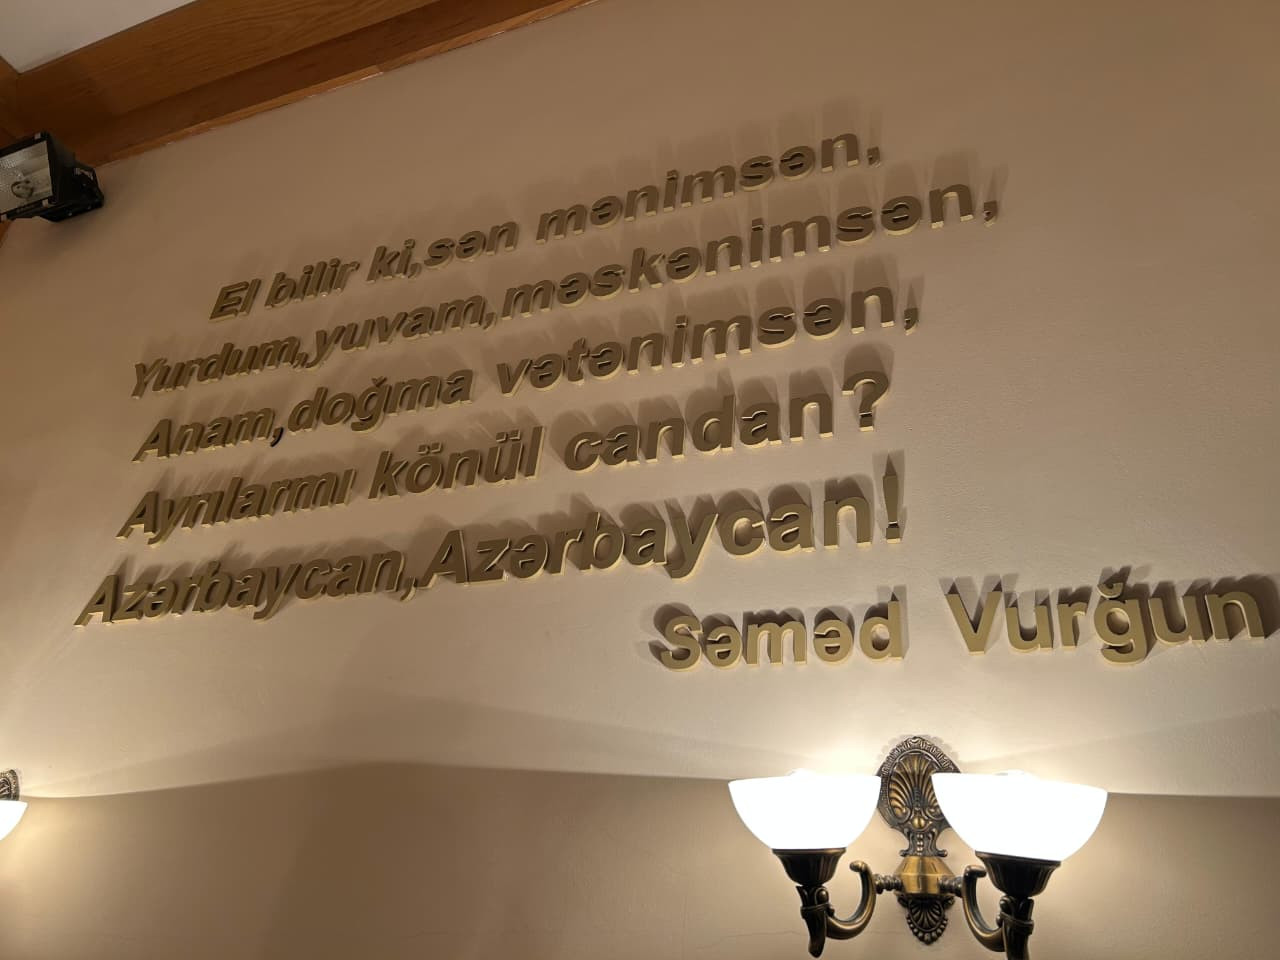 El bilir ki,sən mənimsən,
Yurdum,yuvam,məskənimsən,
Anam,doğma vətənimsən,
Ayrılarmı könül candan?
Azərbaycan,Azərbaycan!
Səməd Vurğun